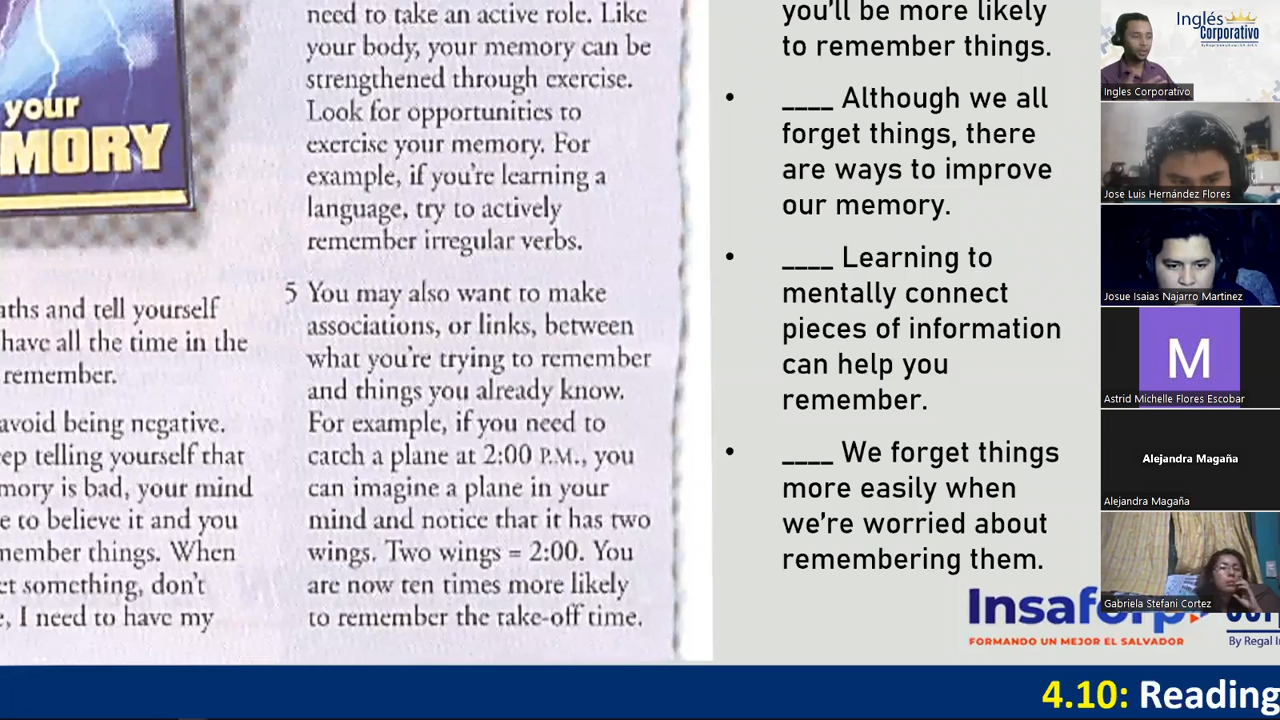 your
MORY
aths and tell yourself
have all the time in the
remember.
avoid being negative.
ep telling yourself that
mory is bad, your mind
e to believe it and you
member things. When
et something, don't
e, I need to have my
need to take an active role. Like
your body, your memory can be
strengthened through exercise.
Look for opportunities to
exercise your memory. For
example, if you're learning a
language, try to actively
remember irregular verbs.
5 You may also want to make
associations, or links, between
what you're trying to remember
and things you already know.
For example, if you need to
catch a plane at 2:00 P.M., you
can imagine a plane in your
mind and notice that it has two
wings. Two wings = 2:00. You
are now ten times more likely
to remember the take-off time.
you'll be more likely
to remember things.
• ____ Although we all
forget things, there
are ways to improve
our memory.
• ____ Learning to
mentally connect
pieces of information
can help you
remember.
• ____ We forget things
more easily when
we're worried about
remembering them.
Insaforp
FORMANDO UN MEJOR EL SALVADOR
By Regal In
4.10: Reading
Inglés
Corporativo
Ingles Corporativo
Jose Luis Hernández Flores
Josue Isaias Najarro Martinez
M
Astrid Michelle Flores Escobar
Alejandra Magaña
Alejandra Magaña
Gabriela Stefani Cortez